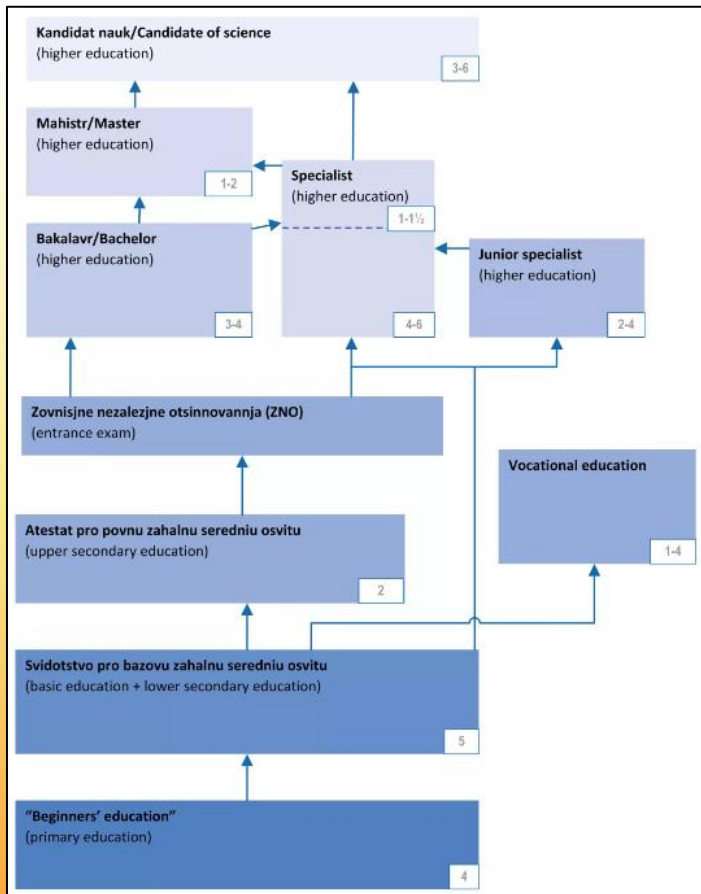 Kandidat nauk/Candidate of science
(higher education)
3-6
Mahistr/Master
(higher education)
1-2
Specialist
(higher education)
1-1½
Bakalavr/Bachelor
(higher education)
3-4
4-6
Junior specialist
(higher education)
2-4
Zovnisjne nezalezjne otsinnovannja (ZNO)
(entrance exam)
Vocational education
1-4
Atestat pro povnu zahalnu seredniu osvitu
(upper secondary education)
2
Svidotstvo pro bazovu zahalnu seredniu osvitu
(basic education + lower secondary education)
5
“Beginners’ education”
(primary education)
4